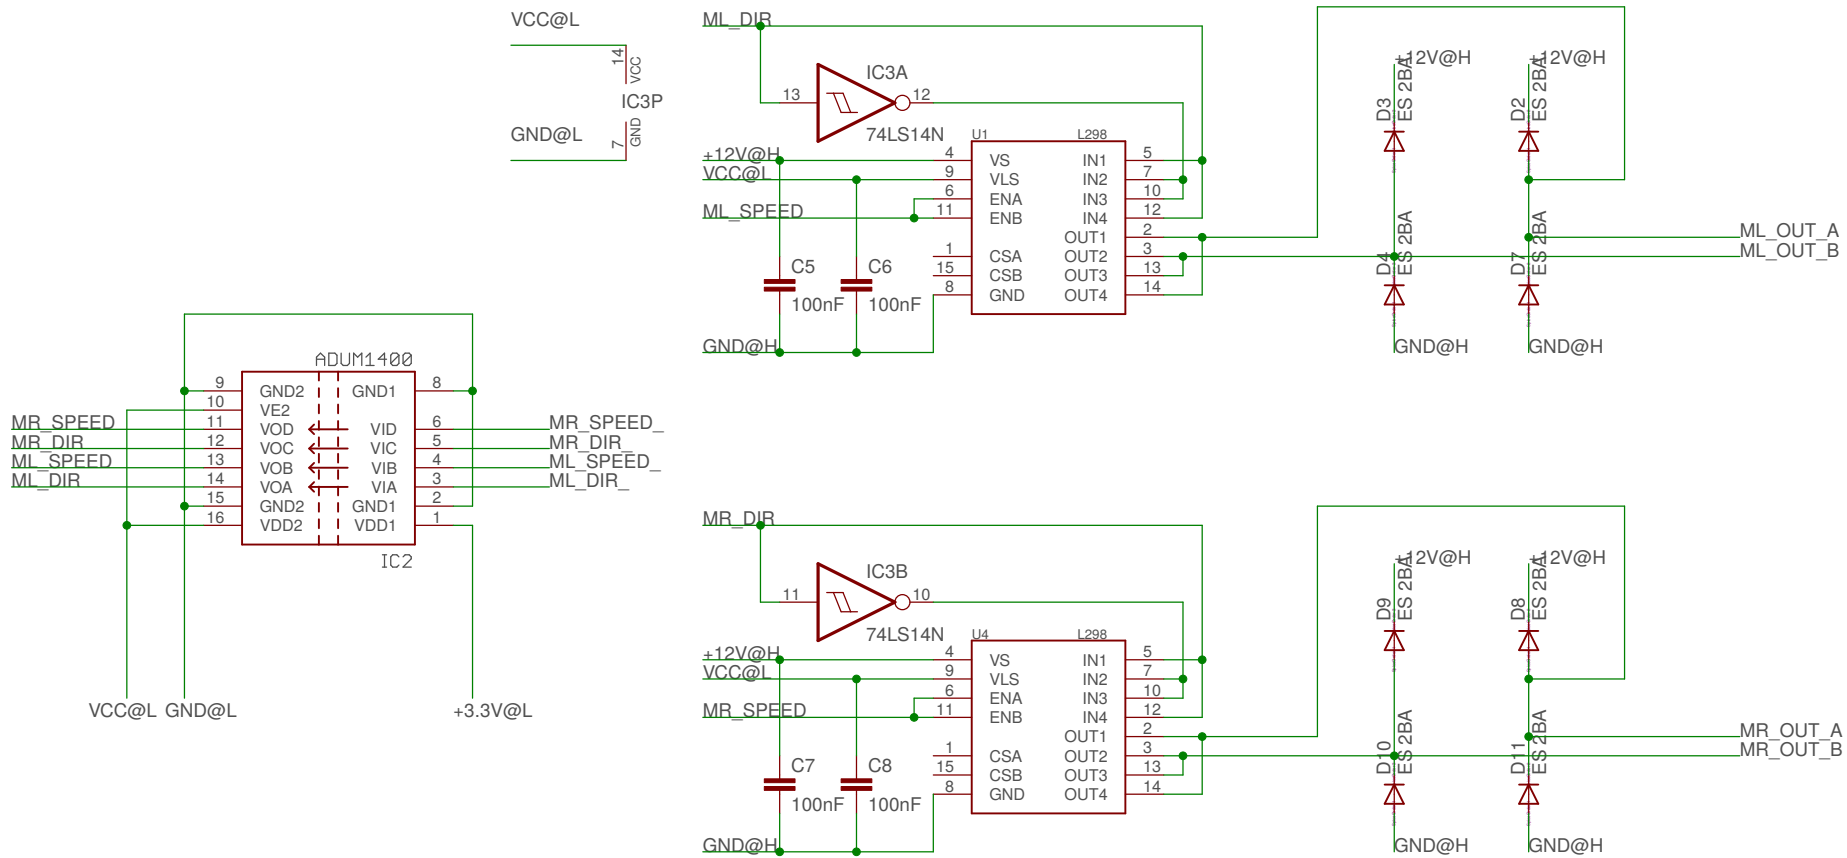 VCC@L
14
VCC
IC3P
GND@L
7
GND
ML_DIR
IC3A
13
12
74LS14N
U1
L298
+12V@H
VCC@L
ML_SPEED
4
9
6
11
1
15
8
VS
VLS
ENA
ENB
CSA
CSB
GND
IN1
IN2
IN3
IN4
OUT1
OUT2
OUT3
OUT4
5
7
10
12
2
3
13
14
C5
100nF
C6
100nF
GND@H
+12V@H
+12V@H
D3
ES 2BA
D2
ES 2BA
D4
ES 2BA
D7
ES 2BA
ML_OUT_A
ML_OUT_B
GND@H
GND@H
ADUM1400
9
10
11
12
13
14
15
16
GND2
VE2
VOD
VOC
VOB
VOA
GND2
VDD2
GND1
VID
VIC
VIB
VIA
GND1
VDD1
8
6
5
4
3
2
1
MR_SPEED
MR_DIR
ML_SPEED
ML_DIR
MR_SPEED_
MR_DIR_
ML_SPEED_
ML_DIR_
IC2
VCC@L
GND@L
+3.3V@L
MR_DIR
IC3B
11
10
74LS14N
U4
L298
+12V@H
VCC@L
MR_SPEED
4
9
6
11
1
15
8
VS
VLS
ENA
ENB
CSA
CSB
GND
IN1
IN2
IN3
IN4
OUT1
OUT2
OUT3
OUT4
5
7
10
12
2
3
13
14
C7
100nF
C8
100nF
GND@H
+12V@H
+12V@H
D9
ES 2BA
D8
ES 2BA
D10
ES 2BA
D11
ES 2BA
MR_OUT_A
MR_OUT_B
GND@H
GND@H